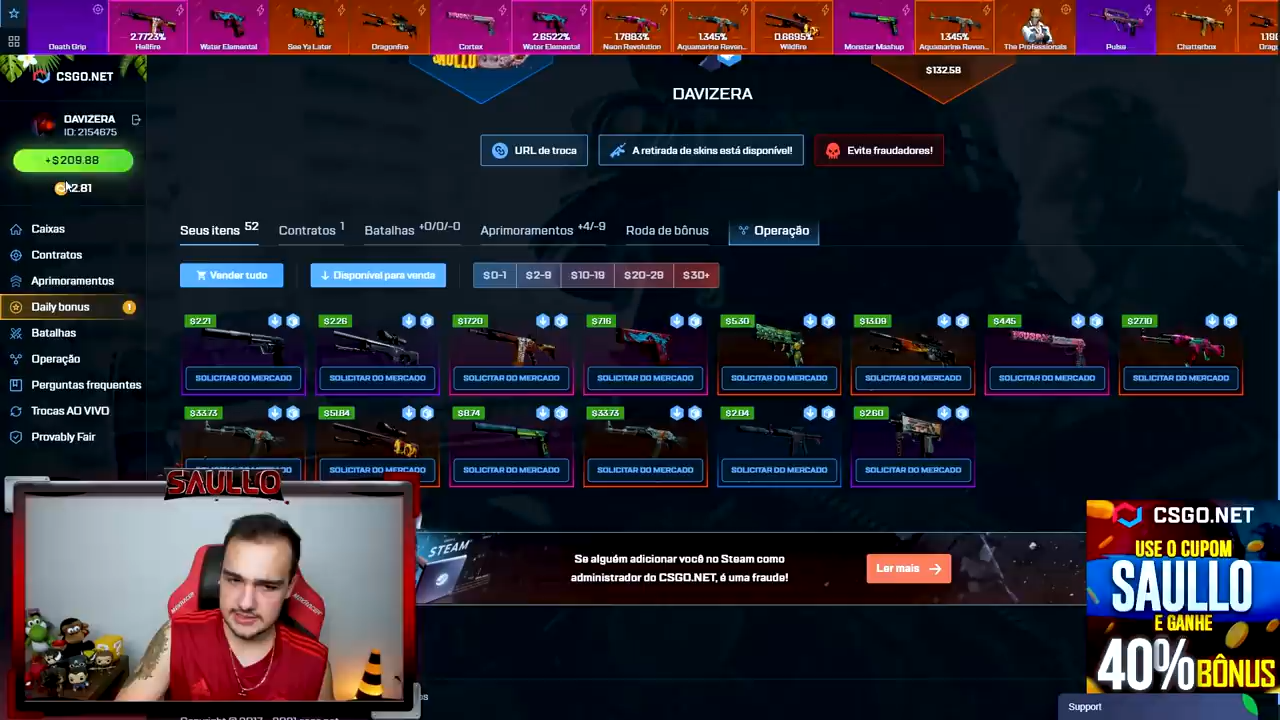 Death Grip
2.7723%
Hellfire
Water Elemental
See Ya Later
Dragonfire
Cortex
2.6522%
Water Elemental
1.7883%
Neon Revolution
1.345%
Aquamarine Reven...
0.6695%
Wildfire
Monster Mashup
1.345%
Aquamarine Reven...
The Professionals
Pulse
Chatterbox
CSGO.NET
DAVIZERA
ID: 2154675
+$209.88
2.81
Caixas
Contratos
Aprimoramentos
Daily bonus 1
Batalhas
Operação
Perguntas frequentes
Trocas AO VIVO
Provably Fair
$132.58
DAVIZERA
URL de troca
A retirada de skins está disponível!
Evite fraudadores!
Seus itens 52
Contratos 1
Batalhas +0/0/-0
Aprimoramentos +4/-9
Roda de bônus
Operação
Vender tudo
Disponível para venda
$0-1 $2-9 $10-19 $20-29 $30+
$2.21 $2.26 $17.20 $7.16 $5.30 $13.09 $4.45 $27.10
SOLICITAR DO MERCADO SOLICITAR DO MERCADO SOLICITAR DO MERCADO SOLICITAR DO MERCADO SOLICITAR DO MERCADO SOLICITAR DO MERCADO SOLICITAR DO MERCADO SOLICITAR DO MERCADO
$33.73 $51.84 $8.74 $33.73 $2.04 $2.60
SOLICITAR DO MERCADO SOLICITAR DO MERCADO SOLICITAR DO MERCADO SOLICITAR DO MERCADO SOLICITAR DO MERCADO
SAULLO
STEAM
Se alguém adicionar você no Steam como
administrador do CSGO.NET, é uma fraude!
Ler mais
CSGO.NET
USE O CUPOM
SAULLO
E GANHE
40% BÔNUS
Support